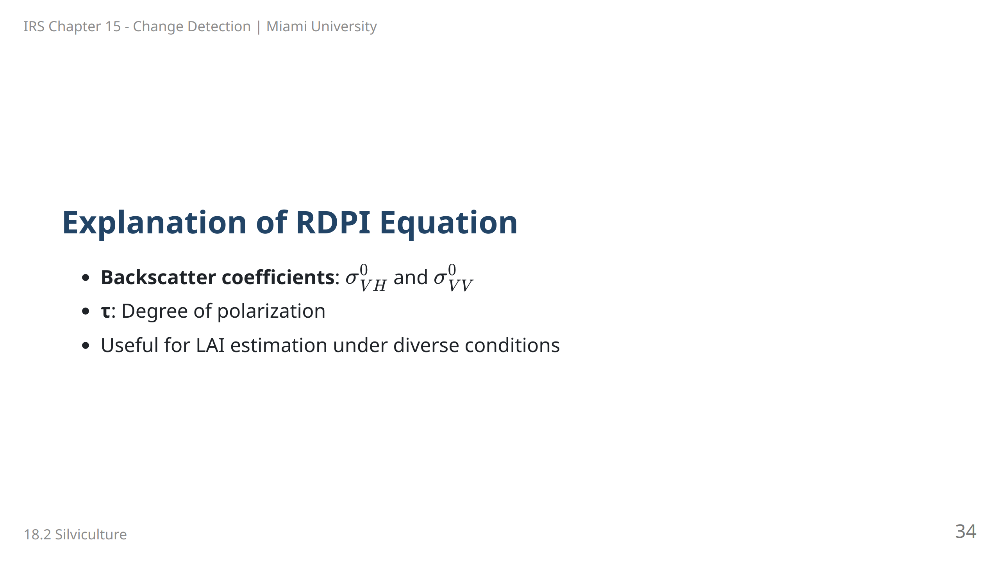 IRS Chapter 15 - Change Detection | Miami University
Explanation of RDPI Equation
• Backscatter coefficients: $\sigma^0_{VH}$ and $\sigma^0_{VV}$
• τ: Degree of polarization
• Useful for LAI estimation under diverse conditions
18.2 Silviculture
34